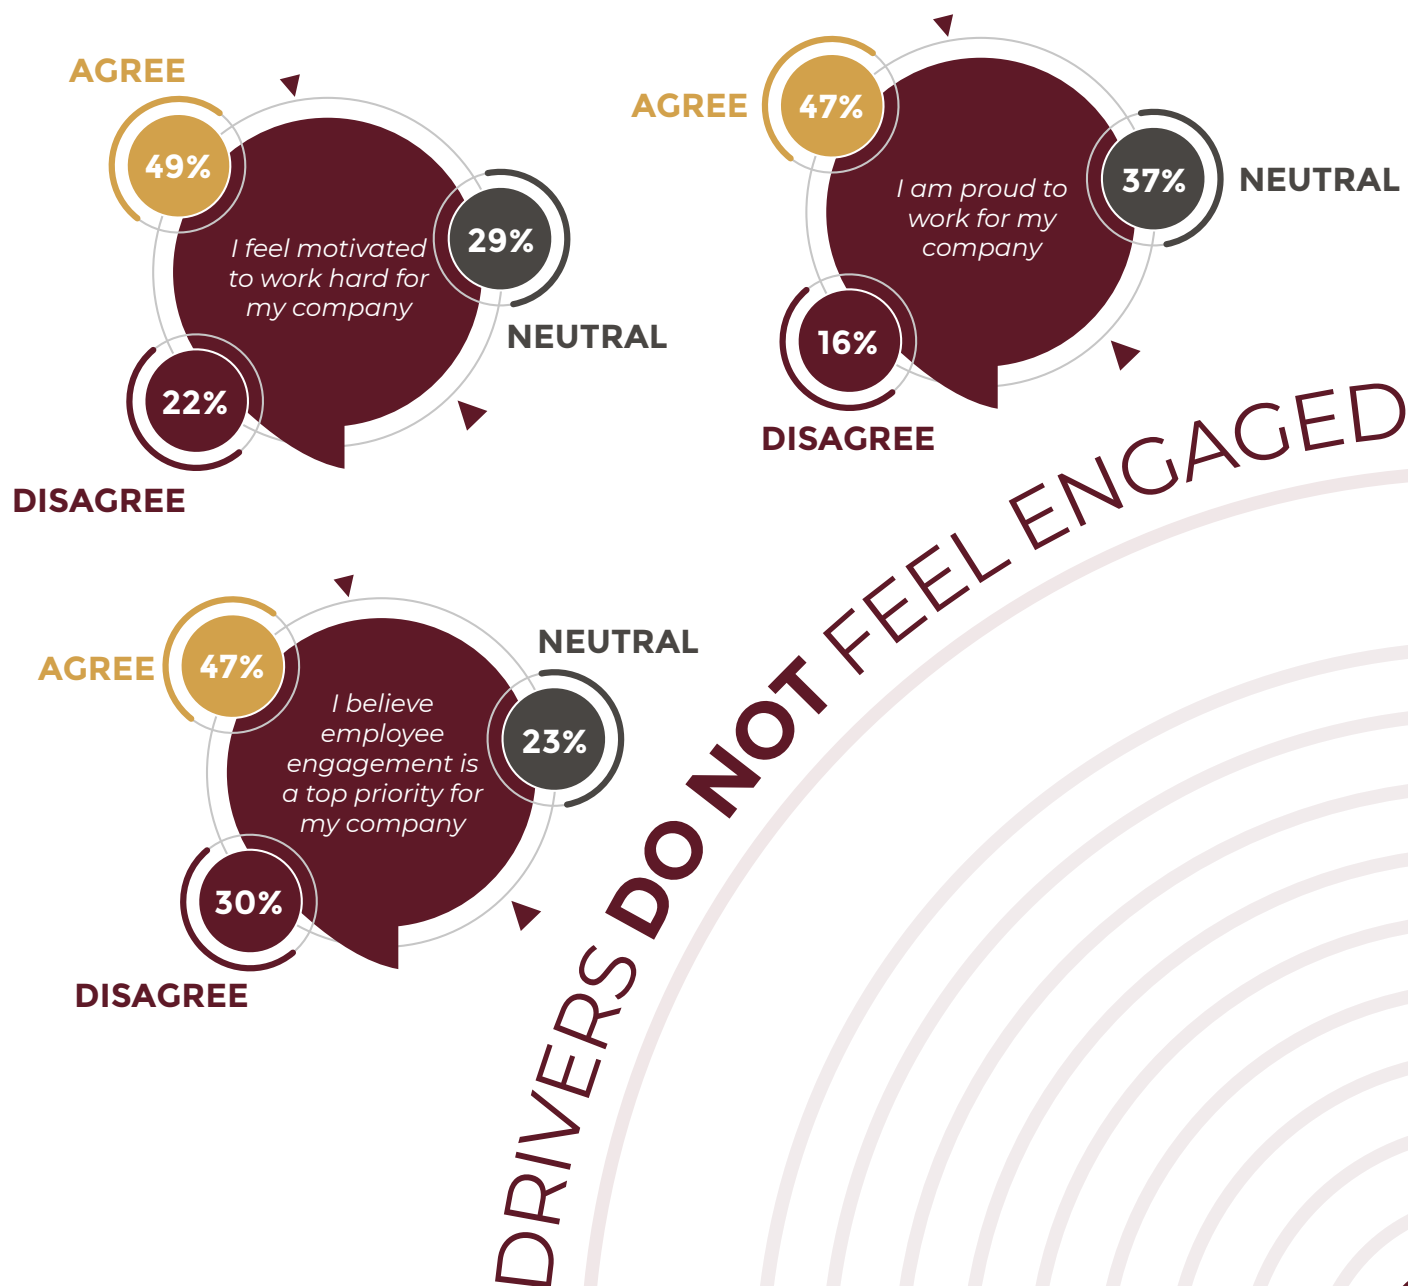 AGREE
49%
I feel motivated
to work hard for
my company
29%
NEUTRAL
22%
DISAGREE
AGREE
47%
I am proud to
work for my
company
37%
NEUTRAL
16%
DISAGREE
AGREE
47%
I believe
employee
engagement is
a top priority for
my company
NEUTRAL
23%
30%
DISAGREE
DRIVERS DO NOT FEEL ENGAGED